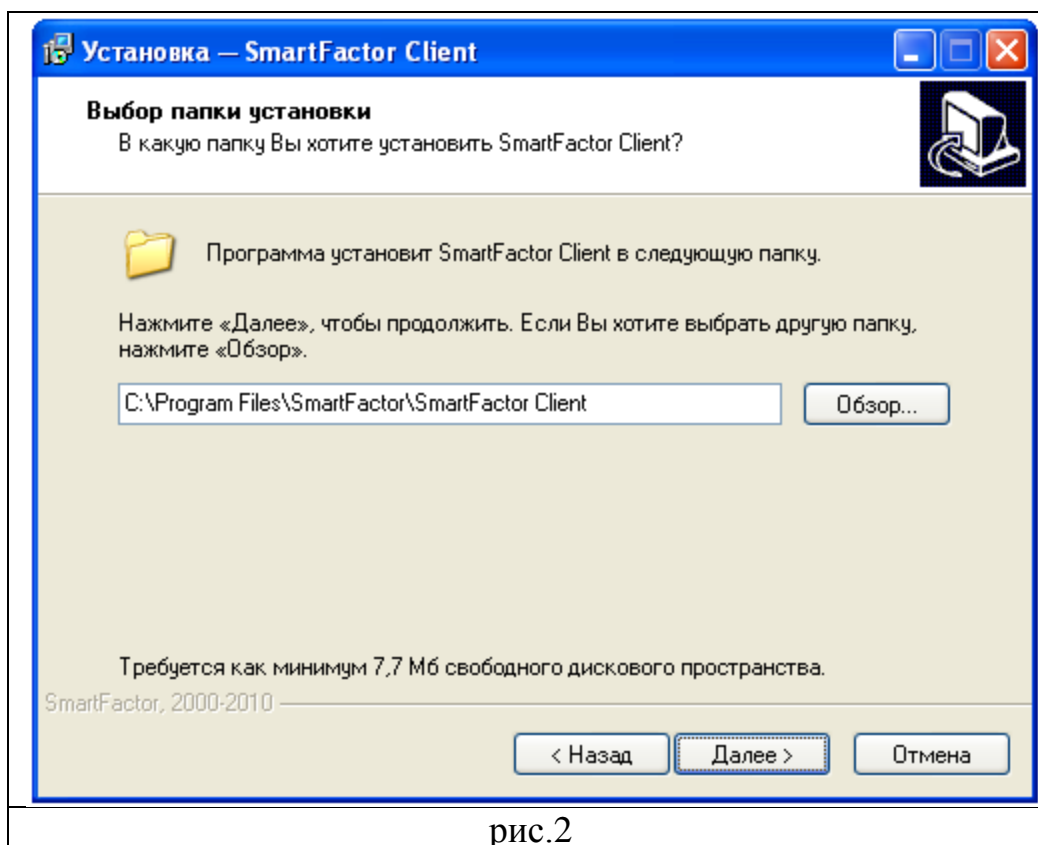 Установка — SmartFactor Client
Выбор папки установки
В какую папку Вы хотите установить SmartFactor Client?
Программа установит SmartFactor Client в следующую папку.
Нажмите «Далее», чтобы продолжить. Если Вы хотите выбрать другую папку,
нажмите «Обзор».
C:\Program Files\SmartFactor\SmartFactor Client
Обзор...
Требуется как минимум 7,7 Мб свободного дискового пространства.
SmartFactor, 2000-2010
< Назад
Далее >
Отмена
рис.2